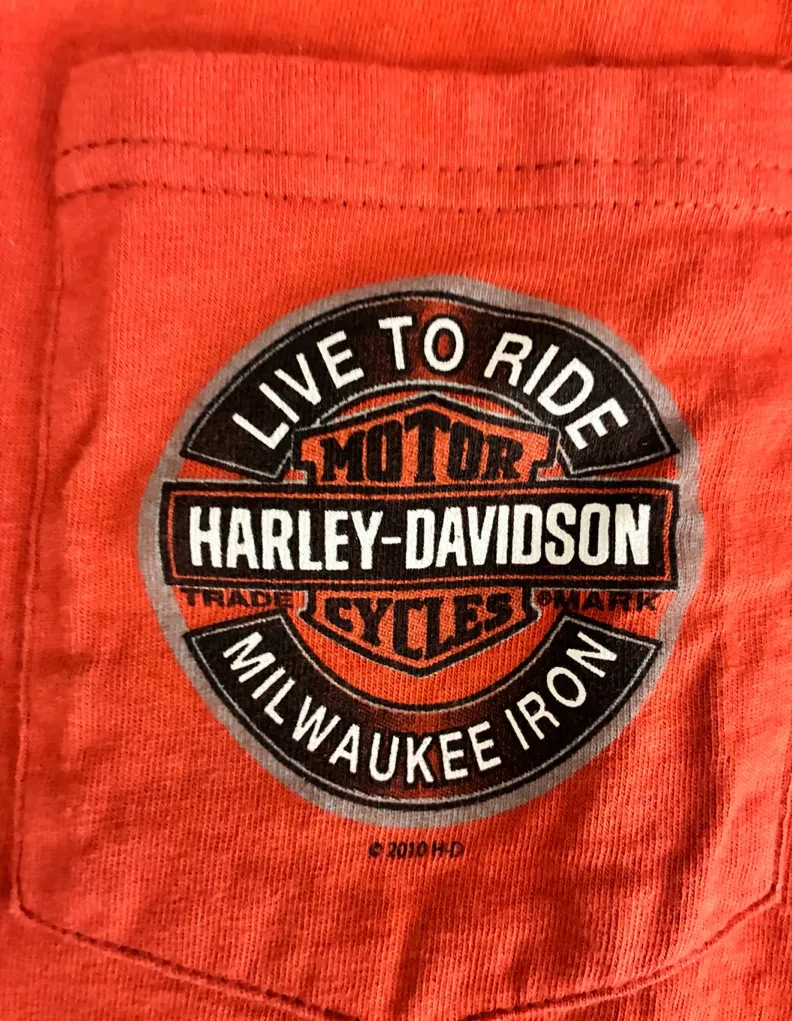 LIVE TO RIDE
MOTOR
HARLEY-DAVIDSON
TRADE ®MARK
CYCLES
MILWAUKEE IRON
© 2010 H-D